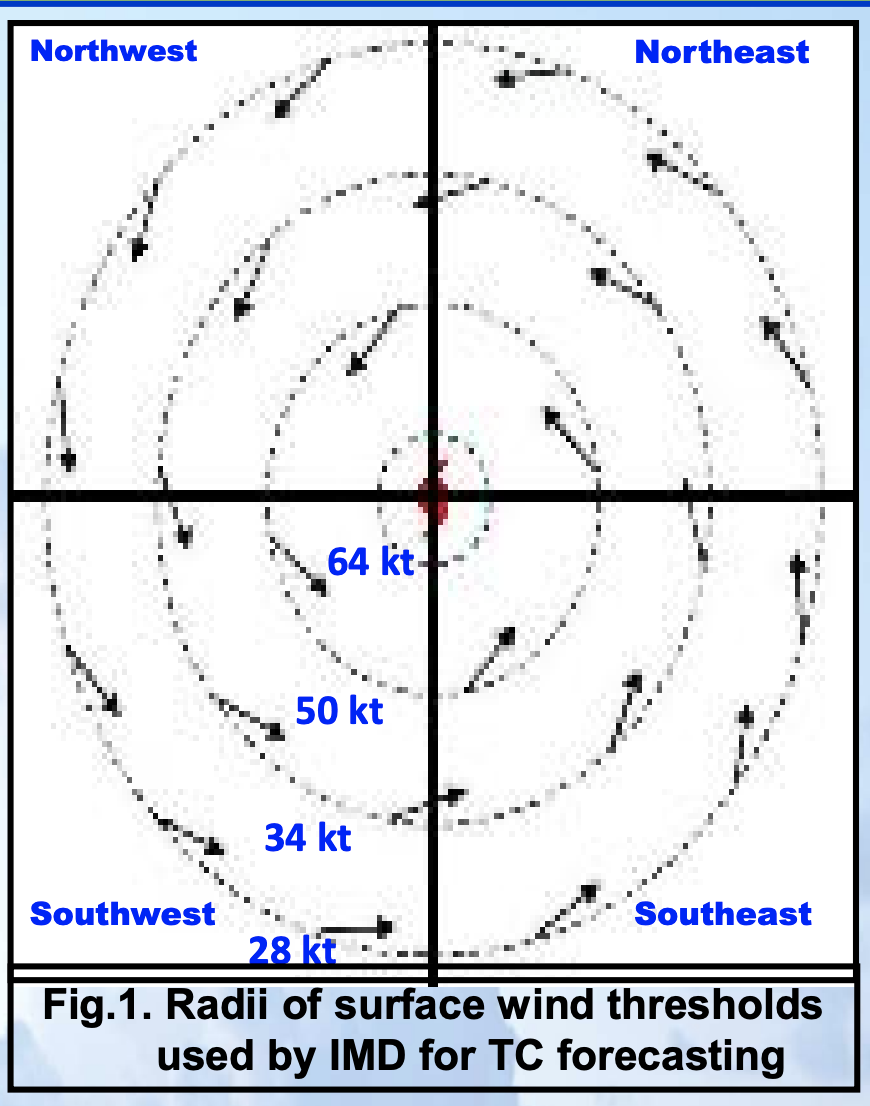 Northwest
Northeast
64 kt
50 kt
34 kt
Southwest
Southeast
28 kt
Fig.1. Radii of surface wind thresholds
used by IMD for TC forecasting